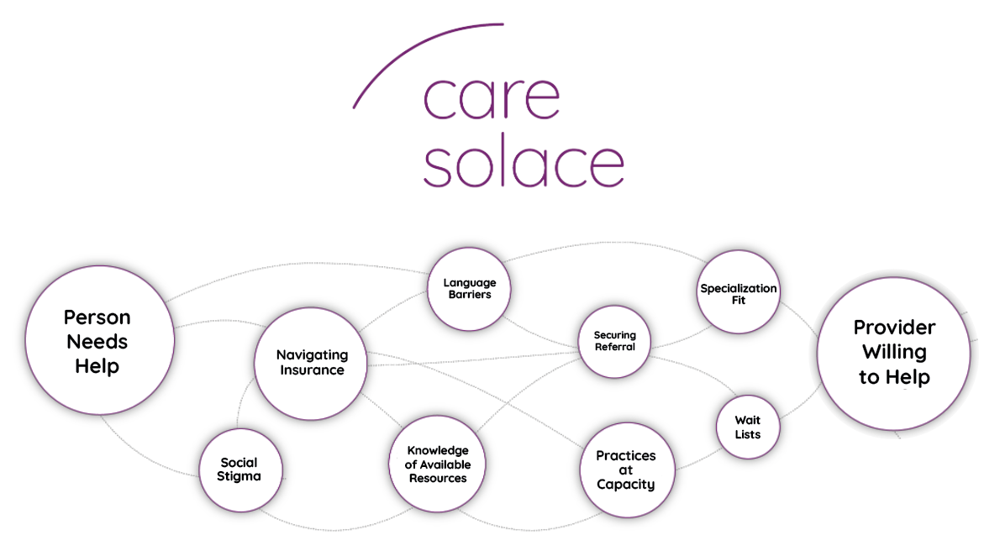 care
solace
Person
Needs
Help
Navigating
Insurance
Social
Stigma
Language
Barriers
Knowledge
of Available
Resources
Securing
Referral
Practices
at
Capacity
Specialization
Fit
Wait
Lists
Provider
Willing
to Help